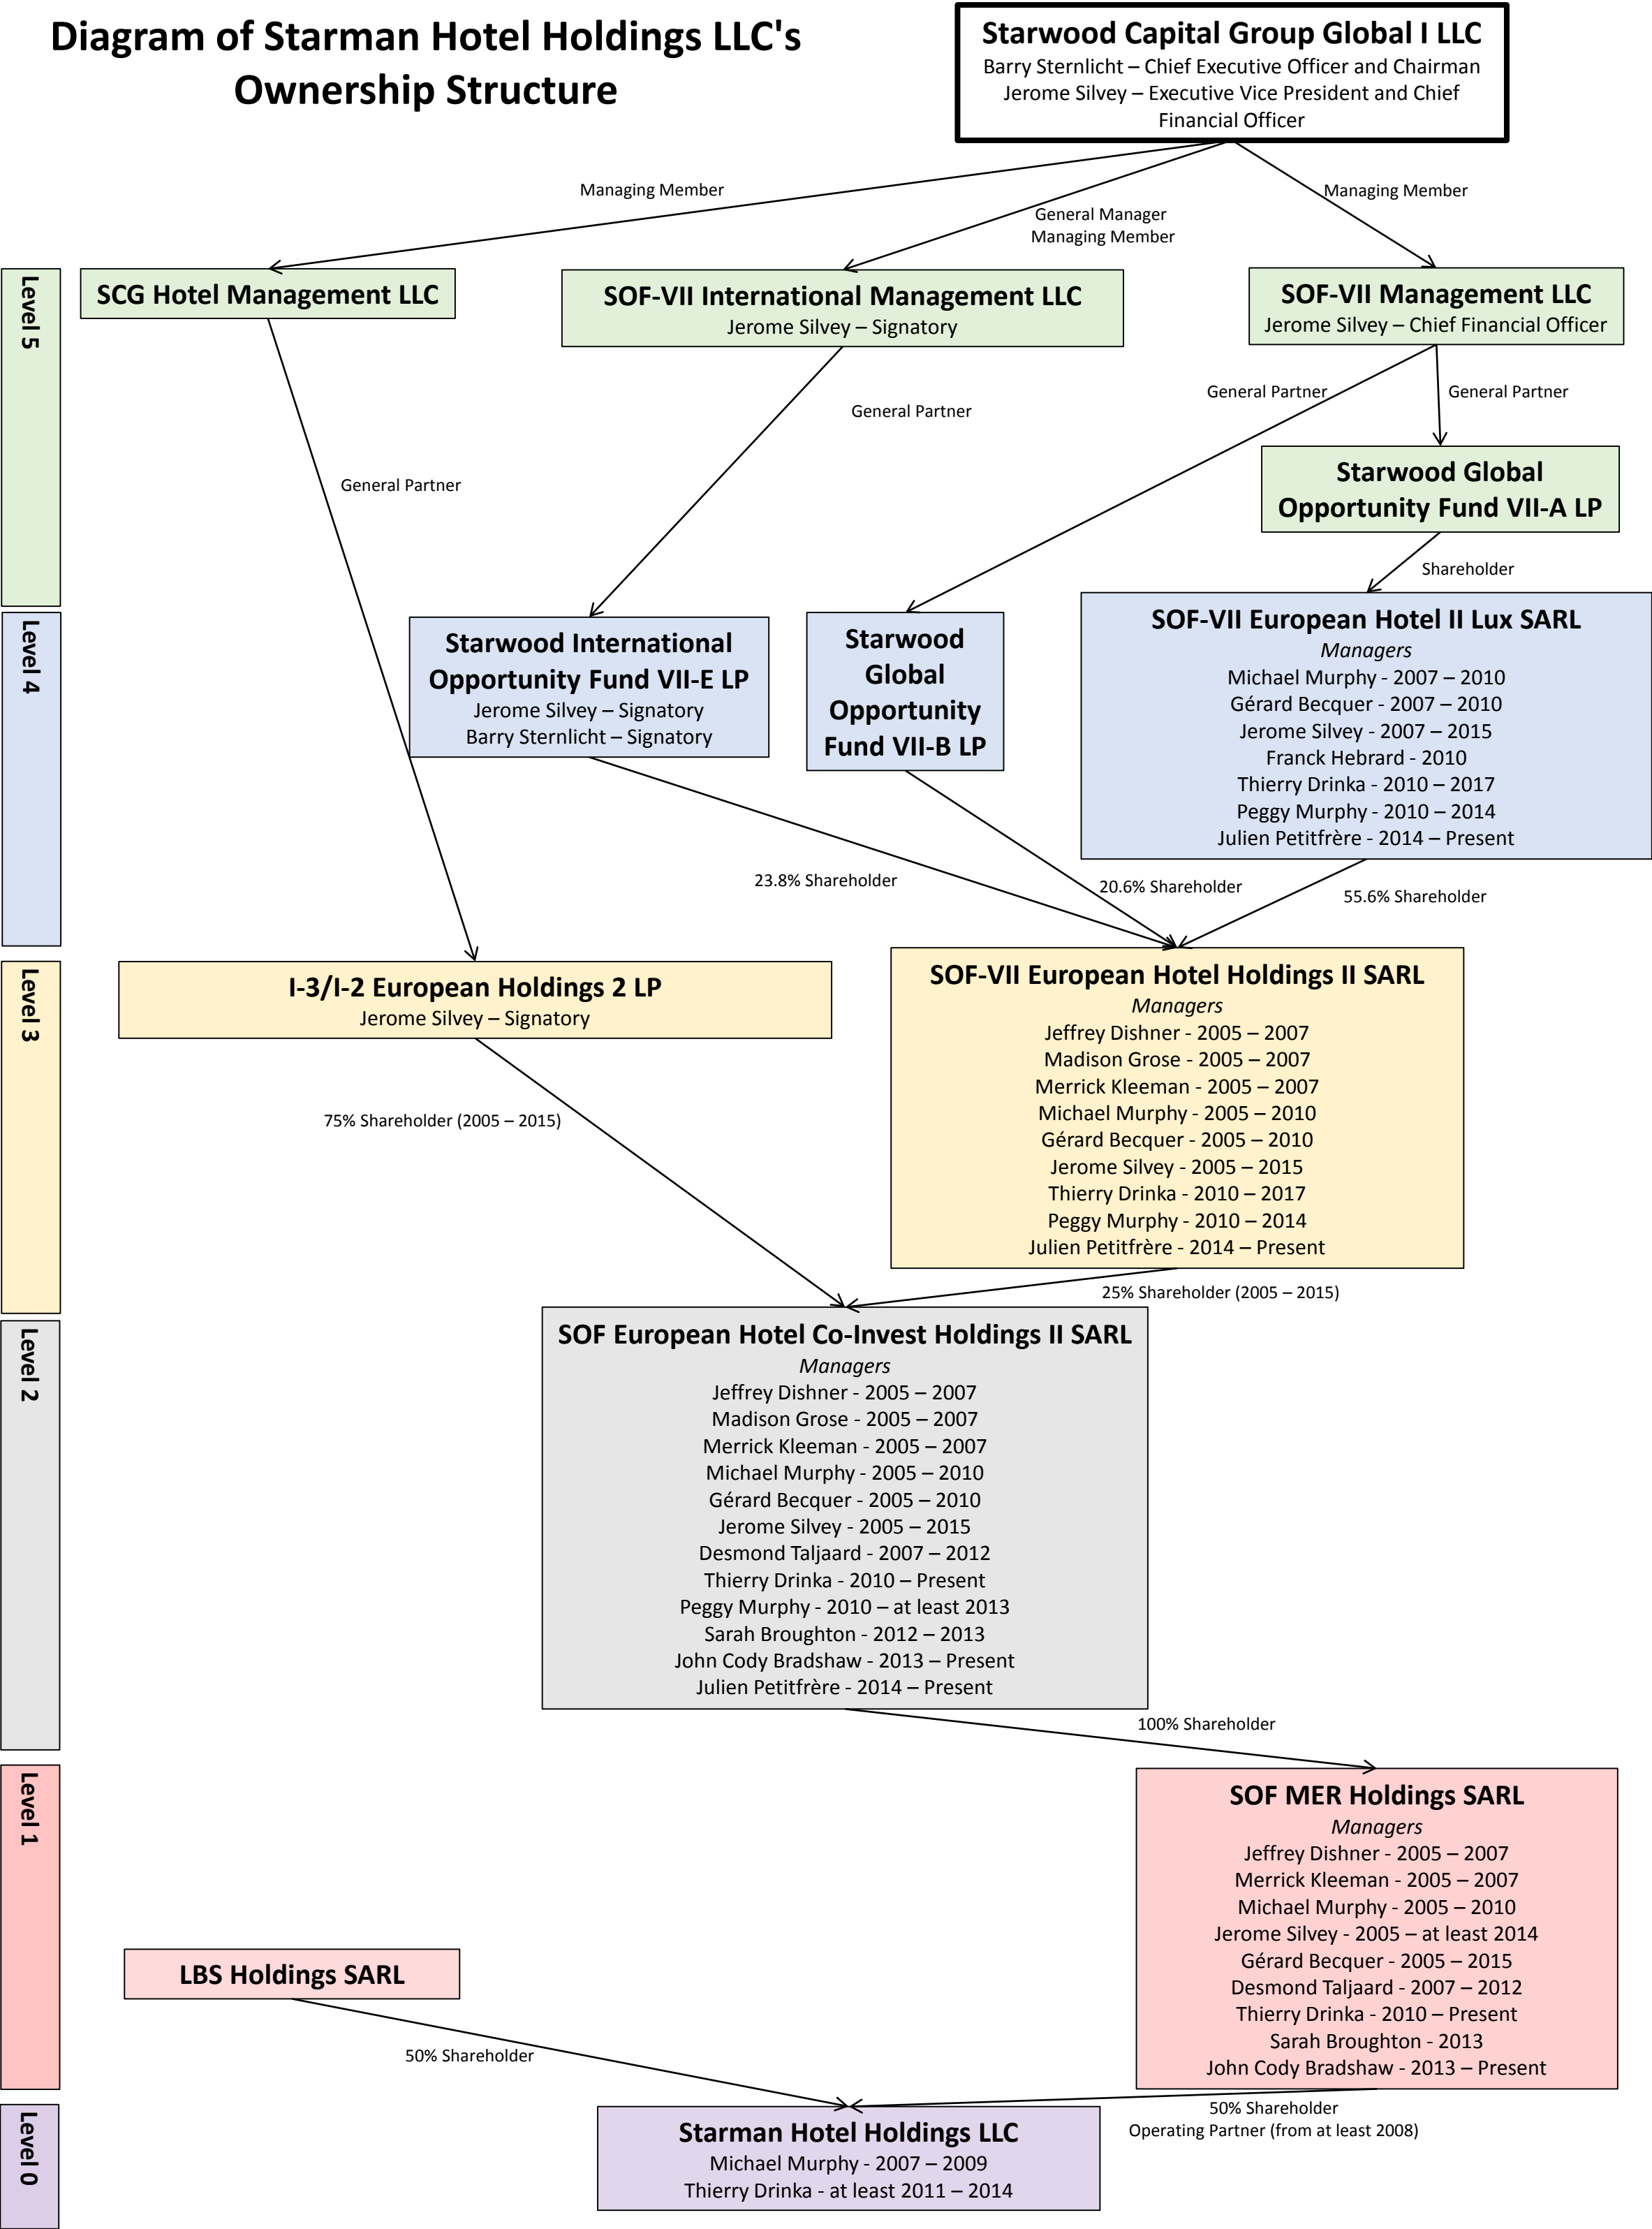 Diagram of Starman Hotel Holdings LLC's
Ownership Structure
Starwood Capital Group Global I LLC
Barry Sternlicht – Chief Executive Officer and Chairman
Jerome Silvey – Executive Vice President and Chief
Financial Officer
Managing Member
General Manager
Managing Member
Managing Member
Level 5
SCG Hotel Management LLC
SOF-VII International Management LLC
Jerome Silvey – Signatory
SOF-VII Management LLC
Jerome Silvey – Chief Financial Officer
General Partner
General Partner
General Partner
General Partner
Starwood Global
Opportunity Fund VII-A LP
Shareholder
Level 4
Starwood International
Opportunity Fund VII-E LP
Jerome Silvey – Signatory
Barry Sternlicht – Signatory
Starwood
Global
Opportunity
Fund VII-B LP
SOF-VII European Hotel II Lux SARL
Managers
Michael Murphy - 2007 – 2010
Gérard Becquer - 2007 – 2010
Jerome Silvey - 2007 – 2015
Franck Hebrard - 2010
Thierry Drinka - 2010 – 2017
Peggy Murphy - 2010 – 2014
Julien Petitfrère - 2014 – Present
23.8% Shareholder
20.6% Shareholder
55.6% Shareholder
Level 3
I-3/I-2 European Holdings 2 LP
Jerome Silvey – Signatory
SOF-VII European Hotel Holdings II SARL
Managers
Jeffrey Dishner - 2005 – 2007
Madison Grose - 2005 – 2007
Merrick Kleeman - 2005 – 2007
Michael Murphy - 2005 – 2010
Gérard Becquer - 2005 – 2010
Jerome Silvey - 2005 – 2015
Thierry Drinka - 2010 – 2017
Peggy Murphy - 2010 – 2014
Julien Petitfrère - 2014 – Present
75% Shareholder (2005 – 2015)
25% Shareholder (2005 – 2015)
Level 2
SOF European Hotel Co-Invest Holdings II SARL
Managers
Jeffrey Dishner - 2005 – 2007
Madison Grose - 2005 – 2007
Merrick Kleeman - 2005 – 2007
Michael Murphy - 2005 – 2010
Gérard Becquer - 2005 – 2010
Jerome Silvey - 2005 – 2015
Desmond Taljaard - 2007 – 2012
Thierry Drinka - 2010 – Present
Peggy Murphy - 2010 – at least 2013
Sarah Broughton - 2012 – 2013
John Cody Bradshaw - 2013 – Present
Julien Petitfrère - 2014 – Present
100% Shareholder
Level 1
SOF MER Holdings SARL
Managers
Jeffrey Dishner - 2005 – 2007
Merrick Kleeman - 2005 – 2007
Michael Murphy - 2005 – 2010
Jerome Silvey - 2005 – at least 2014
Gérard Becquer - 2005 – 2015
Desmond Taljaard - 2007 – 2012
Thierry Drinka - 2010 – Present
Sarah Broughton - 2013
John Cody Bradshaw - 2013 – Present
LBS Holdings SARL
50% Shareholder
50% Shareholder
Operating Partner (from at least 2008)
Level 0
Starman Hotel Holdings LLC
Michael Murphy - 2007 – 2009
Thierry Drinka - at least 2011 – 2014